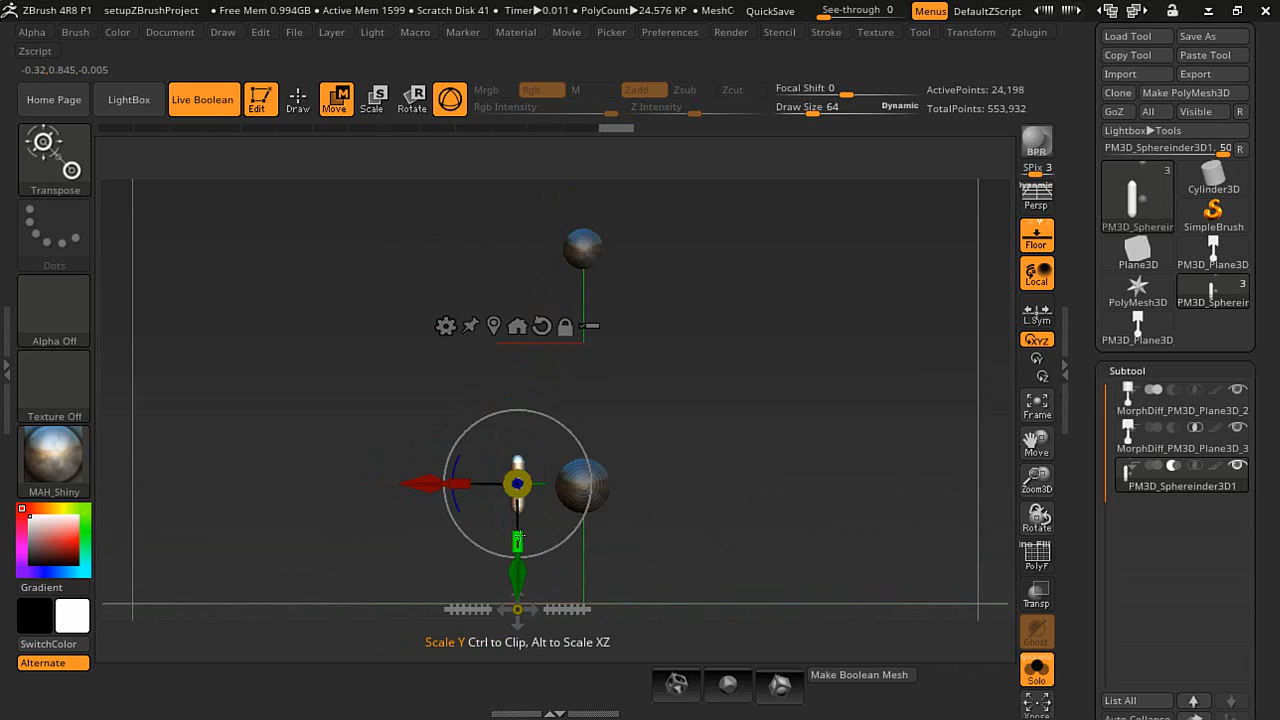 ZBrush 4R8 P1 setupZBrushProject • Free Mem 0.994GB • Active Mem 1599 • Scratch Disk 41 • Timer▶0.011 • PolyCount▶24.576 KP • MeshC QuickSave See-through 0 Menus DefaultZScript
Alpha Brush Color Document Draw Edit File Layer Light Macro Marker Material Movie Picker Preferences Render Stencil Stroke Texture Tool Transform Zplugin
Zscript
-0.32,0.845,-0.005
Home Page LightBox Live Boolean Edit Draw Move Scale Rotate
Mrgb Rgb M Zadd Zsub Zcut
Rgb Intensity Z Intensity
Focal Shift 0
Draw Size 64 Dynamic
ActivePoints: 24,198
TotalPoints: 553,932
Transpose
Dots
Alpha Off
Texture Off
MAH_Shiny
Gradient
SwitchColor
Alternate
Scale Y Ctrl to Clip, Alt to Scale XZ
Make Boolean Mesh
BPR
SPix 3
Dynamic
Persp
Floor
Local
L.Sym
XYZ
Y
Z
Frame
Move
Zoom3D
Rotate
PolyF
Transp
Ghost
Solo
Xpose
Load Tool Save As
Copy Tool Paste Tool
Import Export
Clone Make PolyMesh3D
GoZ All Visible R
Lightbox▶Tools
PM3D_Sphereinder3D1. 50 R
3
PM3D_Spherein Cylinder3D
SimpleBrush
Plane3D PM3D_Plane3D
3
PolyMesh3D PM3D_Spherein
PM3D_Plane3D
Subtool
MorphDiff_PM3D_Plane3D_2
MorphDiff_PM3D_Plane3D_3
PM3D_Sphereinder3D1
List All
Auto Collapse